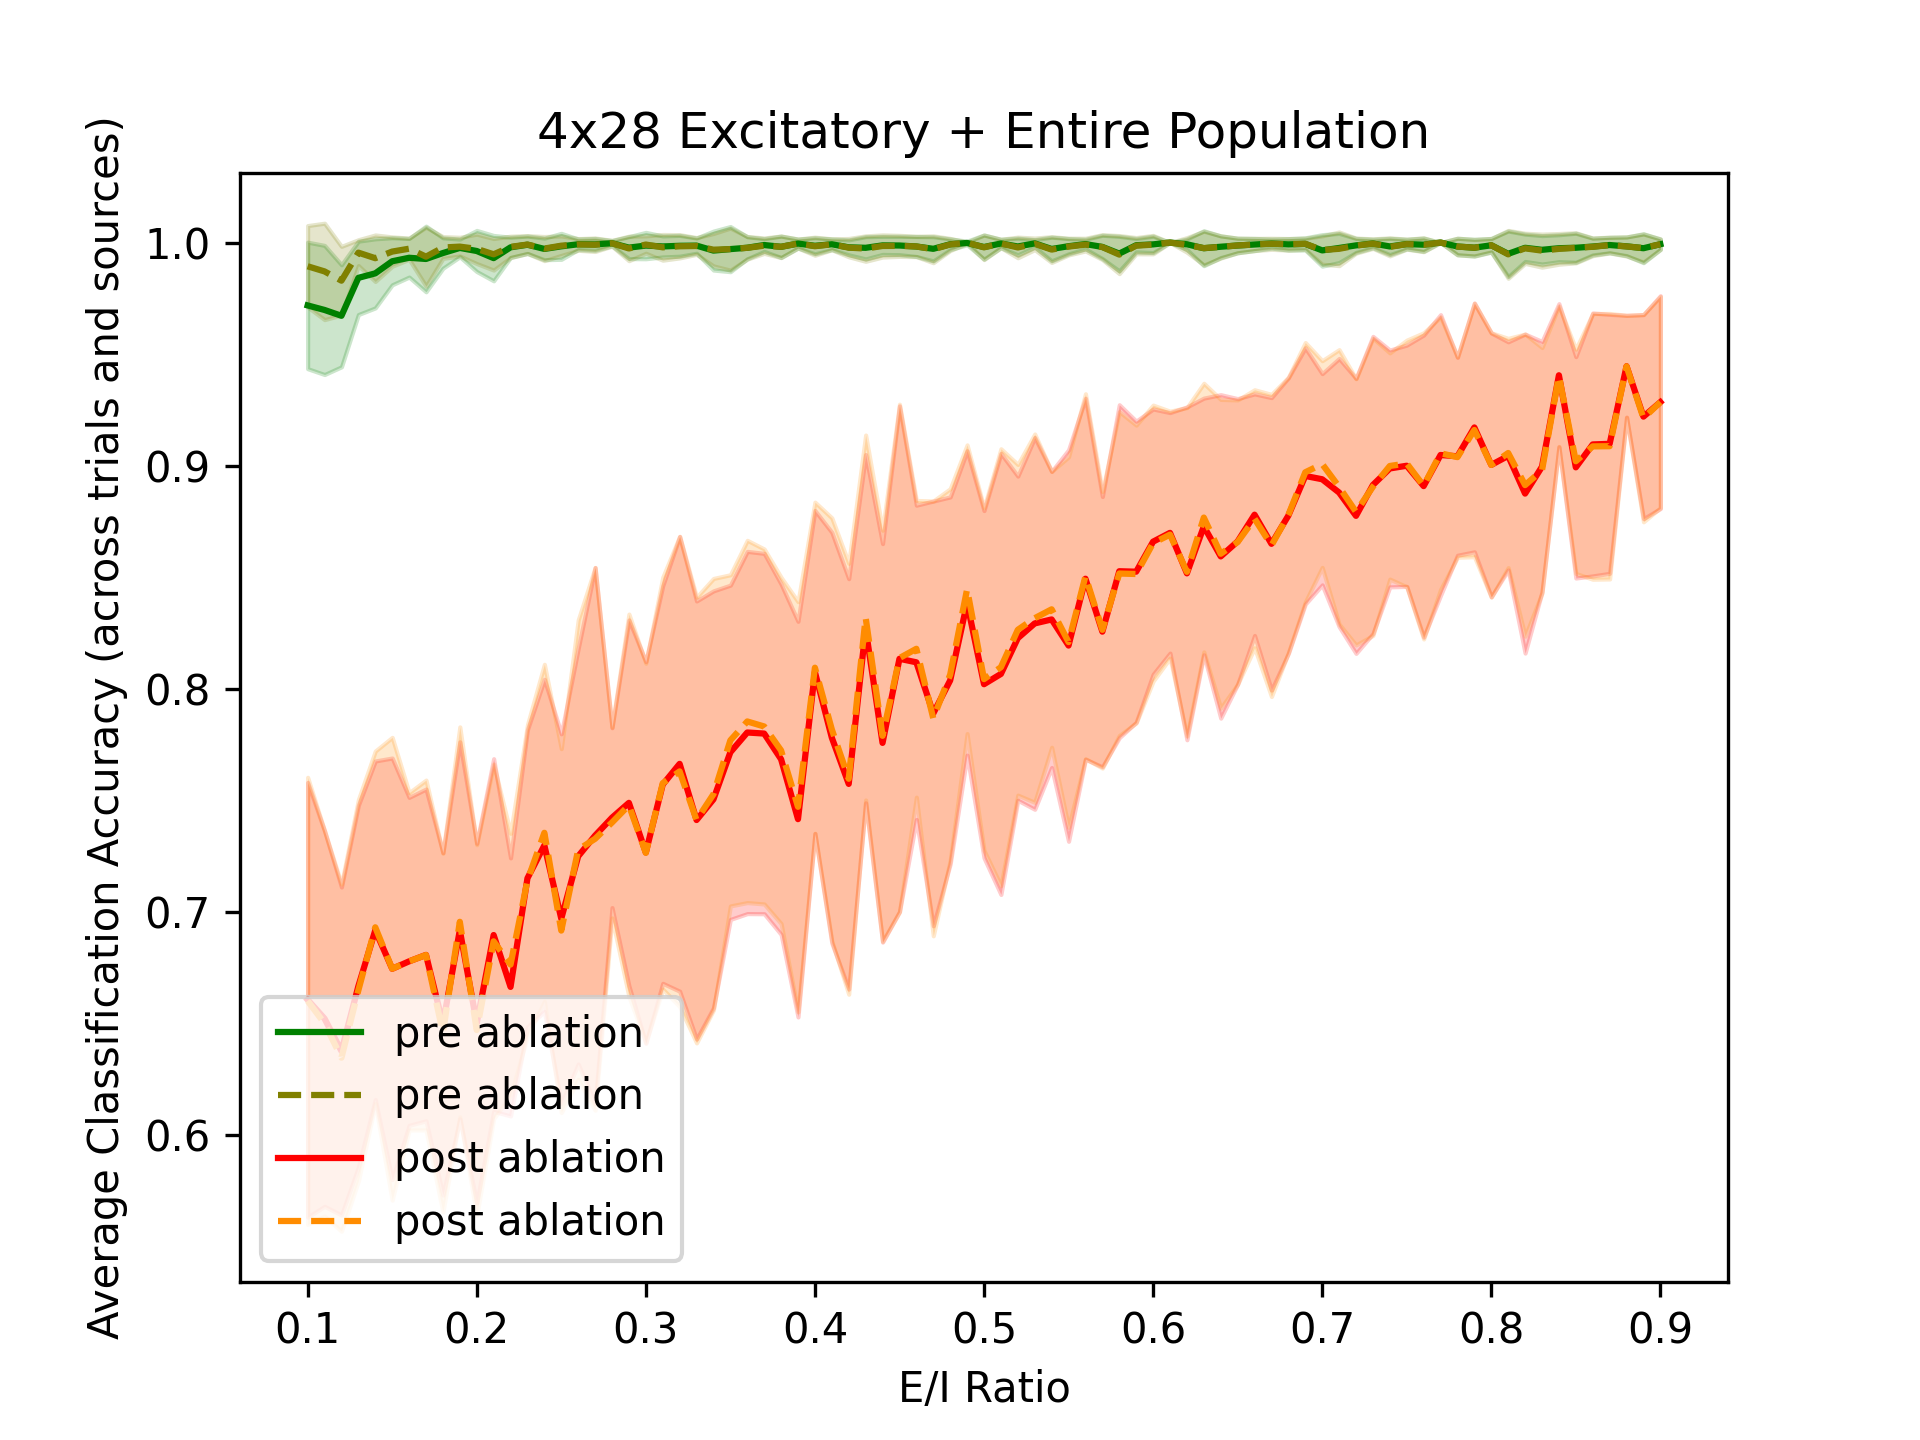 4x28 Excitatory + Entire Population
Average Classification Accuracy (across trials and sources)
1.0
0.9
0.8
0.7
0.6
pre ablation
pre ablation
post ablation
post ablation
0.1 0.2 0.3 0.4 0.5 0.6 0.7 0.8 0.9
E/I Ratio